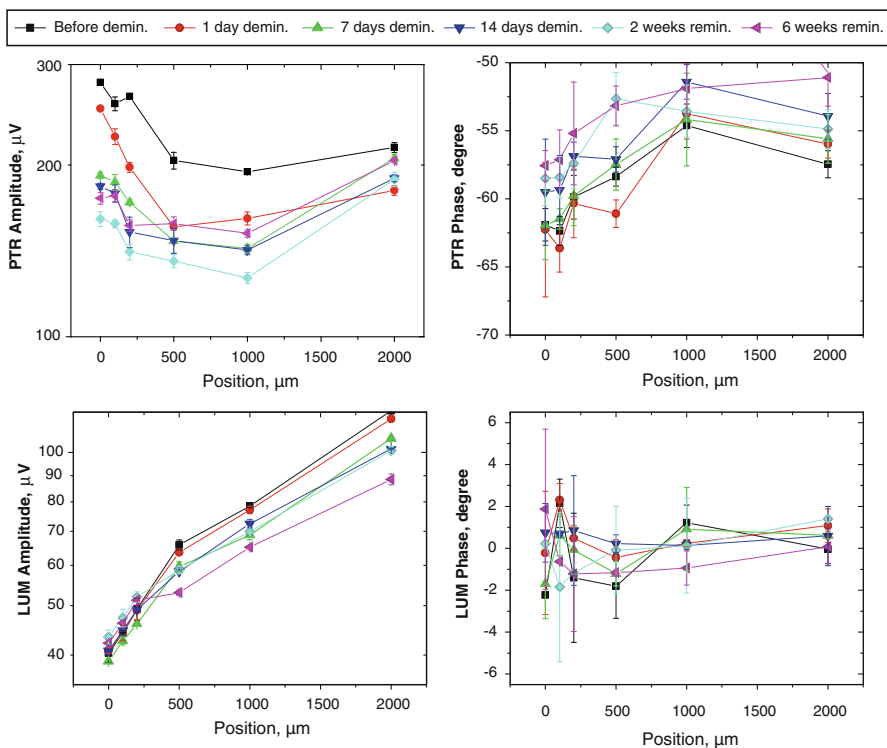 Before demin. 1 day demin. 7 days demin. 14 days demin. 2 weeks remin. 6 weeks remin.
300
200
100
PTR Amplitude, μV
0 500 1000 1500 2000
Position, μm
-50
-55
-60
-65
-70
PTR Phase, degree
0 500 1000 1500 2000
Position, μm
100
90
80
70
60
50
40
LUM Amplitude, μV
0 500 1000 1500 2000
Position, μm
6
4
2
0
-2
-4
-6
LUM Phase, degree
0 500 1000 1500 2000
Position, μm